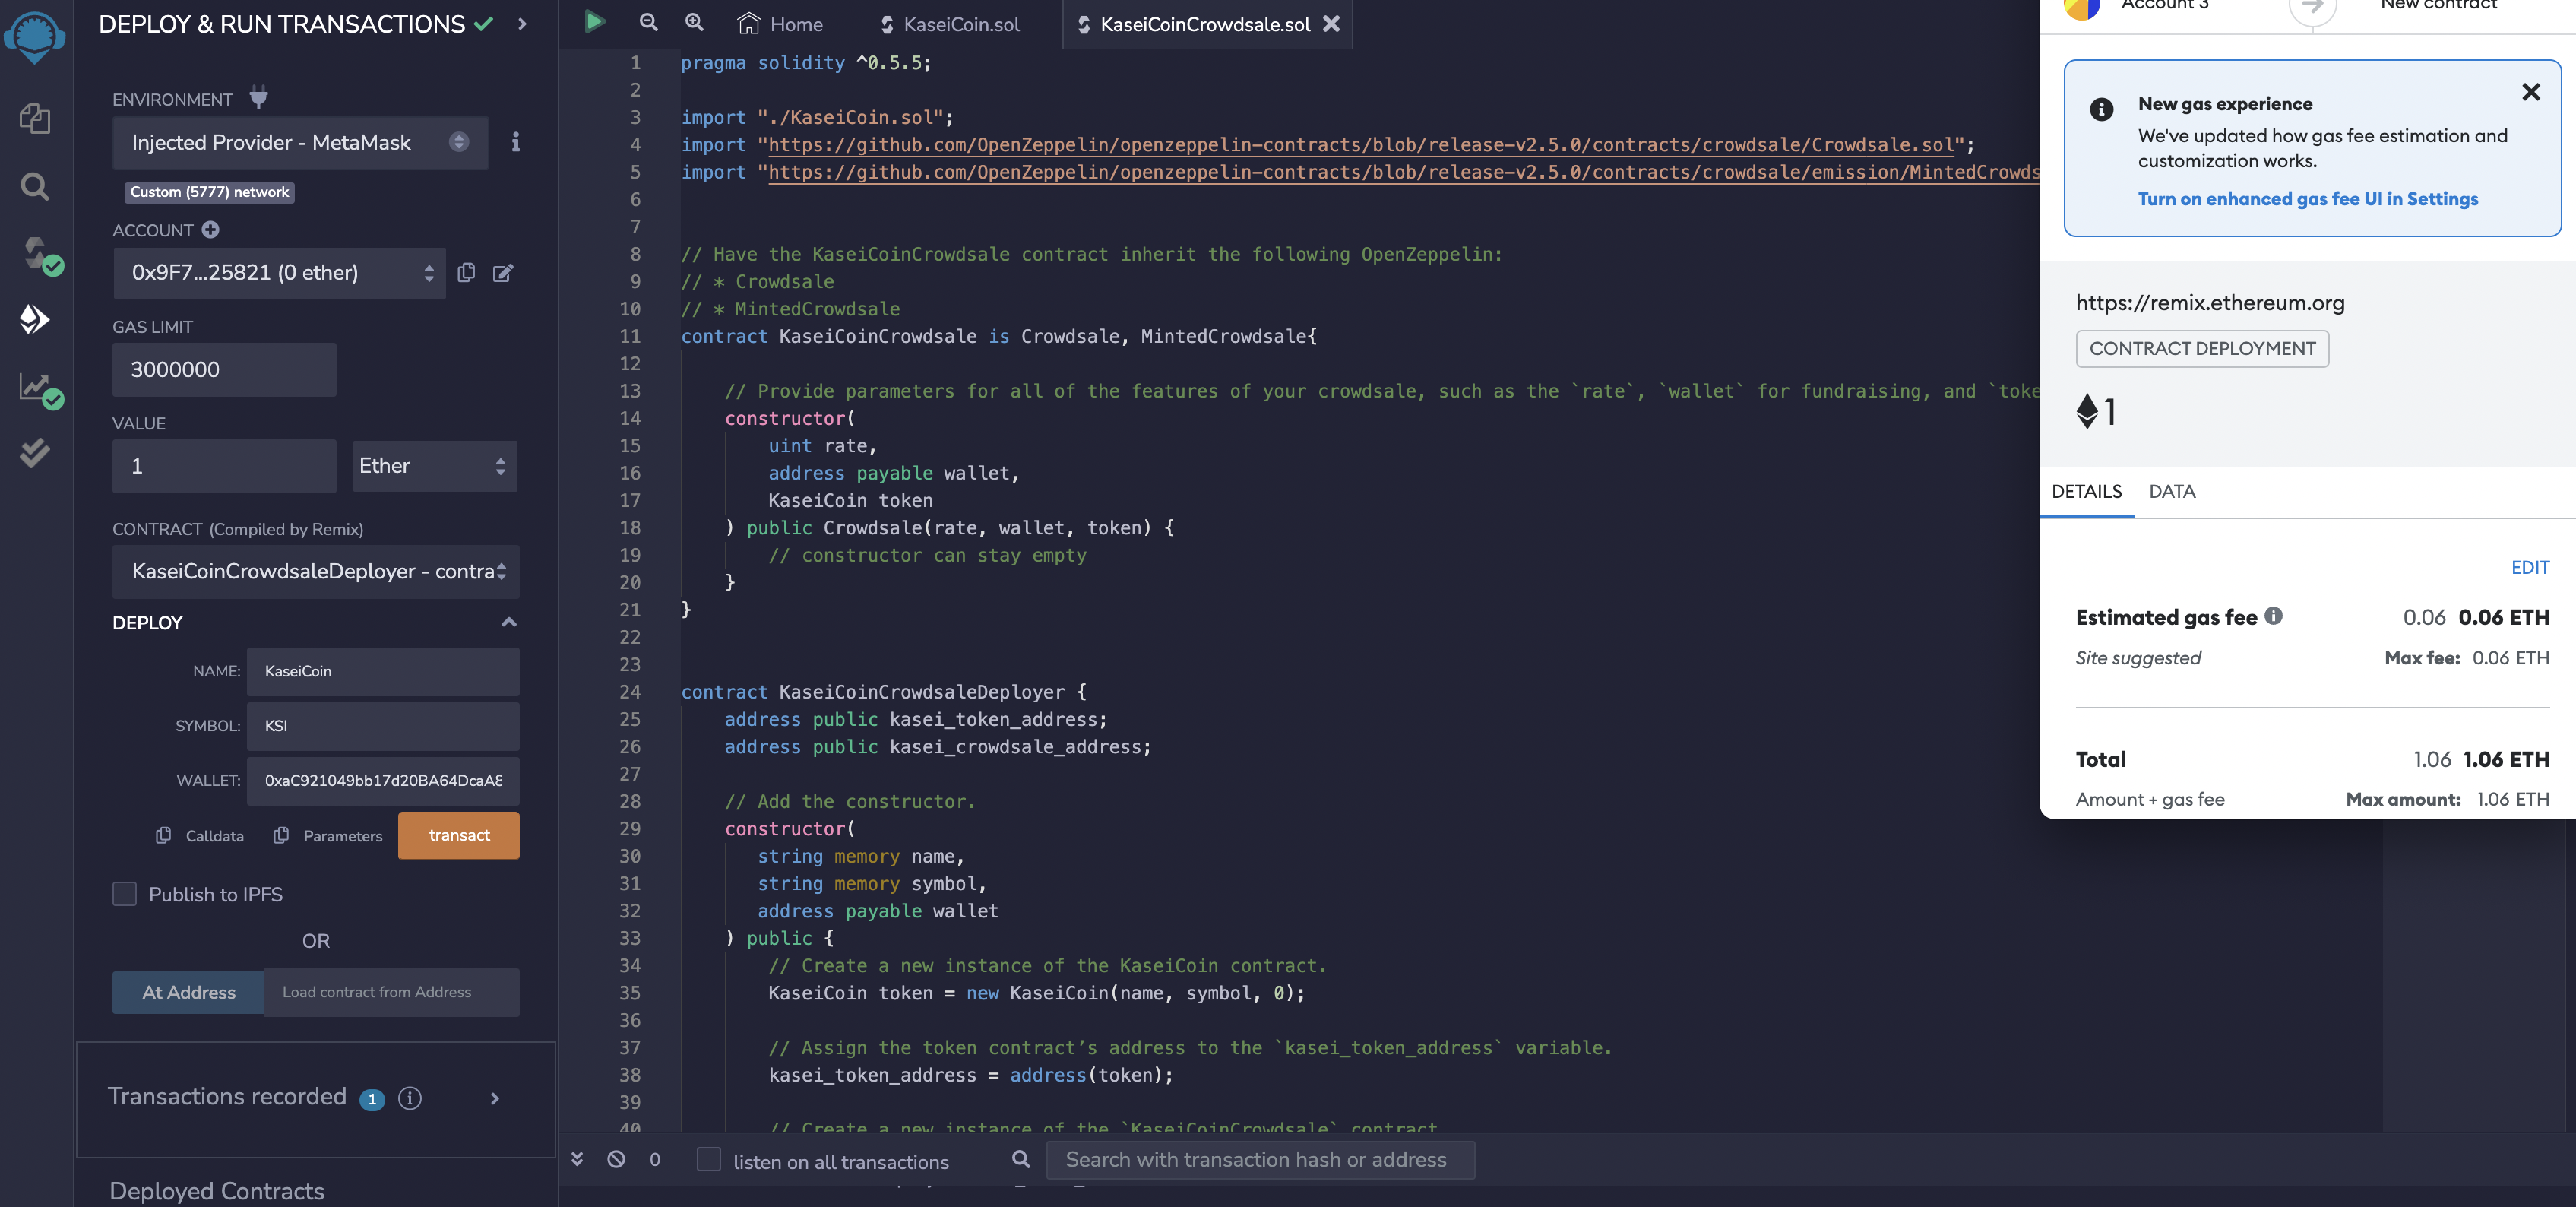 DEPLOY & RUN TRANSACTIONS
ENVIRONMENT
Injected Provider - MetaMask
Custom (5777) network
ACCOUNT
0x9F7...25821 (0 ether)
GAS LIMIT
3000000
VALUE
1
Ether
CONTRACT (Compiled by Remix)
KaseiCoinCrowdsaleDeployer - contra
DEPLOY
NAME:
KaseiCoin
SYMBOL:
KSI
WALLET:
0xaC921049bb17d20BA64DcaA8
Calldata
Parameters
transact
Publish to IPFS
OR
At Address
Load contract from Address
Transactions recorded 1
Deployed Contracts
Home
KaseiCoin.sol
KaseiCoinCrowdsale.sol
1 pragma solidity ^0.5.5;
2
3 import "./KaseiCoin.sol";
4 import "https://github.com/OpenZeppelin/openzeppelin-contracts/blob/release-v2.5.0/contracts/crowdsale/Crowdsale.sol";
5 import "https://github.com/OpenZeppelin/openzeppelin-contracts/blob/release-v2.5.0/contracts/crowdsale/emission/MintedCrowds
6
7
8 // Have the KaseiCoinCrowdsale contract inherit the following OpenZeppelin:
9 // * Crowdsale
10 // * MintedCrowdsale
11 contract KaseiCoinCrowdsale is Crowdsale, MintedCrowdsale{
12
13 // Provide parameters for all of the features of your crowdsale, such as the `rate`, `wallet` for fundraising, and `toke
14 constructor(
15 uint rate,
16 address payable wallet,
17 KaseiCoin token
18 ) public Crowdsale(rate, wallet, token) {
19 // constructor can stay empty
20 }
21 }
22
23
24 contract KaseiCoinCrowdsaleDeployer {
25 address public kasei_token_address;
26 address public kasei_crowdsale_address;
27
28 // Add the constructor.
29 constructor(
30 string memory name,
31 string memory symbol,
32 address payable wallet
33 ) public {
34 // Create a new instance of the KaseiCoin contract.
35 KaseiCoin token = new KaseiCoin(name, symbol, 0);
36
37 // Assign the token contract’s address to the `kasei_token_address` variable.
38 kasei_token_address = address(token);
39
40 // Create a new instance of the `KaseiCoinCrowdsale` contract
0
listen on all transactions
Search with transaction hash or address
Account 3
New contract
New gas experience
We've updated how gas fee estimation and
customization works.
Turn on enhanced gas fee UI in Settings
https://remix.ethereum.org
CONTRACT DEPLOYMENT
1
DETAILS
DATA
EDIT
Estimated gas fee
0.06 0.06 ETH
Site suggested
Max fee: 0.06 ETH
Total
1.06 1.06 ETH
Amount + gas fee
Max amount: 1.06 ETH